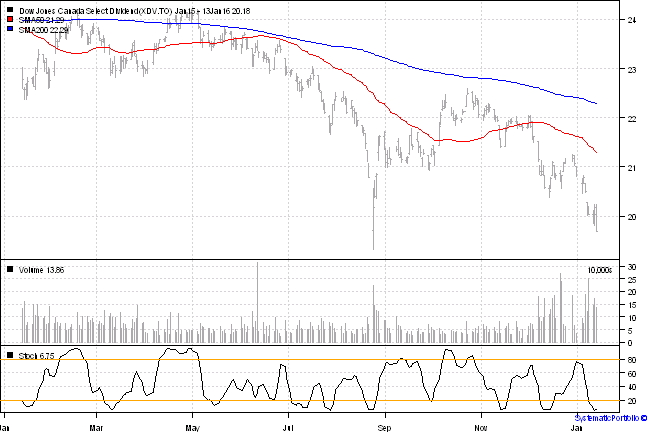 Dow Jones Canada Select Dividend(XDV.TO) Jan15 - 13Jan16 20.18
SMA50 21.29
SMA200 22.29
24
23
22
21
20
Volume 13.86
10,000s
30
25
20
15
10
5
0
Stoch 6.75
80
60
40
20
Jan Mar May Jul Sep Nov Jan
SystematicPortfolio ©